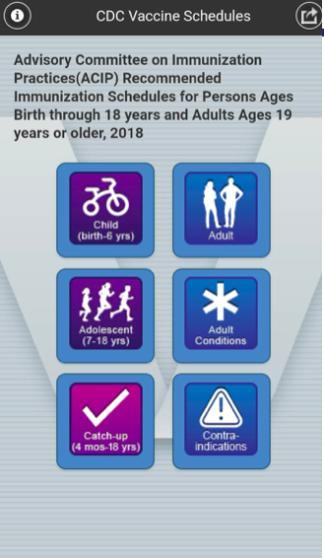 CDC Vaccine Schedules
Advisory Committee on Immunization
Practices(ACIP) Recommended
Immunization Schedules for Persons Ages
Birth through 18 years and Adults Ages 19
years or older, 2018
Child
(birth-6 yrs)
Adult
Adolescent
(7-18 yrs)
Adult
Conditions
Catch-up
(4 mos-18 yrs)
Contra-
indications